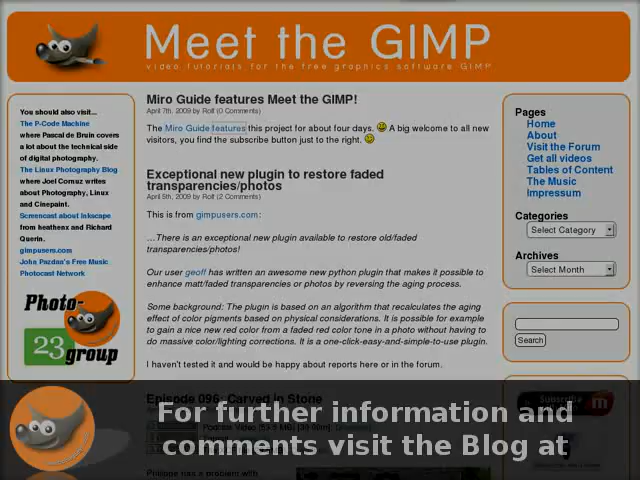 Meet the GIMP
video tutorials for the free graphics software GIMP
You should also visit...
The P-Code Machine
where Pascal de Bruin covers
a lot about the technical side
of digital photography.
The Linux Photography Blog
where Joel Cornuz writes
about Photography, Linux
and Cinepaint.
Screencast about Inkscape
from heathenx and Richard
Querin.
gimpusers.com
John Pazdan's Free Music
Photocast Network
Photo-
23
group
Miro Guide features Meet the GIMP!
April 7th, 2009 by Rolf (0 Comments)
The Miro Guide features this project for about four days. A big welcome to all new
visitors, you find the subscribe button just to the right.
Exceptional new plugin to restore faded
transparencies/photos
April 5th, 2009 by Rolf (2 Comments)
This is from gimpusers.com:
...There is an exceptional new plugin available to restore old/faded
transparencies/photos!
Our user geoff has written an awesome new python plugin that makes it possible to
enhance matt/faded transparencies or photos by reversing the aging process.
Some background: The plugin is based on an algorithm that recalculates the aging
effect of color pigments based on physical considerations. It is possible for example
to gain a nice new red color from a faded red color tone in a photo without having to
do massive color/lighting corrections. It is a one-click-easy-and-simple-to-use plugin.
I haven't tested it and would be happy about reports here or in the forum.
Episode 096: Carved in Stone
Philippe has a problem with
Pages
Home
About
Visit the Forum
Get all videos
Tables of Content
The Music
Impressum
Categories
Select Category
Archives
Select Month
Search
Subscribe
m
For further information and
comments visit the Blog at